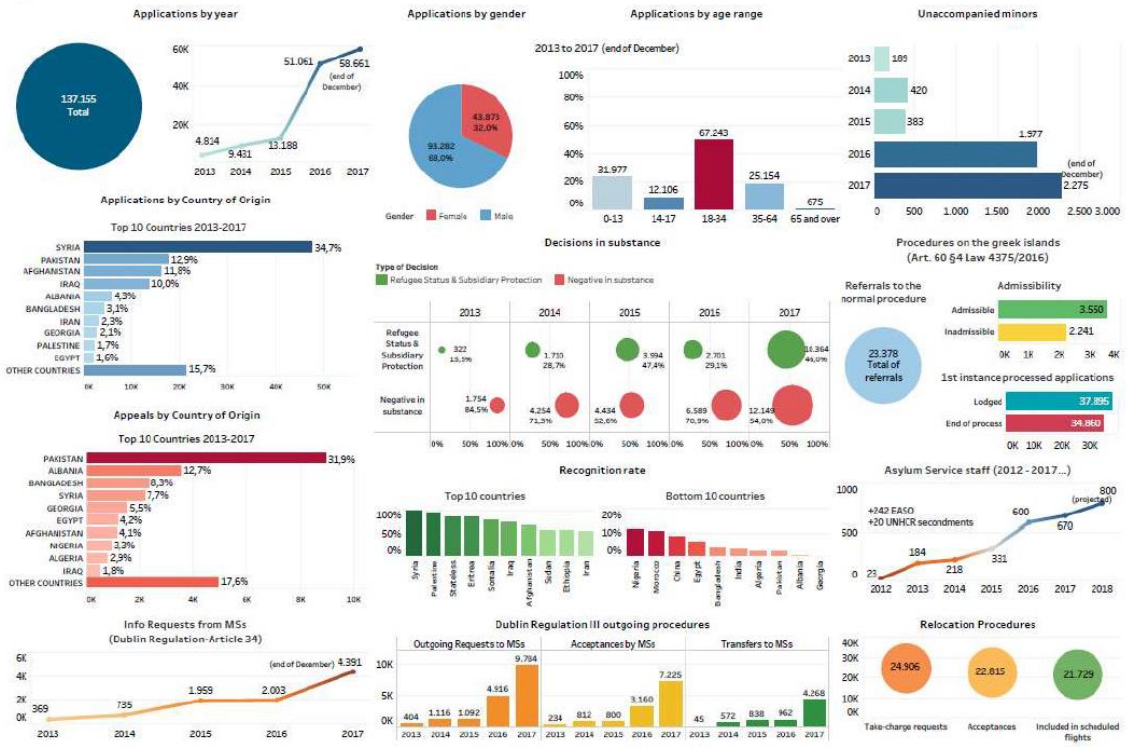 Applications by year
137.155
Total
60K
40K
20K
4.814
9.431
13.188
51.061
58.661
(end of
December)
2013 2014 2015 2016 2017
Applications by gender
43.873
32,0%
93.282
68,0%
Gender Female Male
Applications by age range
2013 to 2017 (end of December)
100%
80%
60%
40%
20%
0%
31.977
12.106
67.243
25.154
675
0-13 14-17 18-34 35-64 65 and over
Unaccompanied minors
2013 189
2014 420
2015 383
2016 1.977
2017 2.275
(end of
December)
0 500 1.000 1.500 2.000 2.500 3.000
Applications by Country of Origin
Top 10 Countries 2013-2017
SYRIA 34,7%
PAKISTAN 12,9%
AFGHANISTAN 11,8%
IRAQ 10,0%
ALBANIA 4,3%
BANGLADESH 3,1%
IRAN 2,3%
GEORGIA 2,1%
PALESTINE 1,7%
EGYPT 1,6%
OTHER COUNTRIES 15,7%
0K 10K 20K 30K 40K 50K
Decisions in substance
Type of Decision
Refugee Status & Subsidiary Protection Negative in substance
2013 2014 2015 2016 2017
Refugee
Status &
Subsidiary
Protection
322
15,5%
28,7%
3.994
47,4%
2.701
29,1%
10.364
46,0%
Negative in
substance
1.754
84,5%
4.254
71,3%
4.434
52,6%
6.589
70,9%
12.149
54,0%
0% 50% 100% 0% 50% 100% 0% 50% 100% 0% 50% 100% 0% 50% 100%
Procedures on the greek islands
(Art. 60 §4 Law 4375/2016)
Referrals to the
normal procedure
23.378
Total of
referrals
Admissibility
Admissible 3.550
Inadmissible 2.241
0K 1K 2K 3K 4K
1st instance processed applications
Lodged 37.895
End of process 34.860
0K 10K 20K 30K
Appeals by Country of Origin
Top 10 Countries 2013-2017
PAKISTAN 31,9%
ALBANIA 12,7%
BANGLADESH 8,3%
SYRIA 7,7%
GEORGIA 5,5%
EGYPT 4,2%
AFGHANISTAN 4,1%
NIGERIA 3,3%
ALGERIA 2,9%
IRAQ 1,8%
OTHER COUNTRIES 17,6%
0K 2K 4K 6K 8K 10K
Recognition rate
Top 10 countries
100%
50%
0%
Syria
Palestine
Stateless
Eritrea
Somalia
Iraq
Afghanistan
Sudan
Ethiopia
Iran
Bottom 10 countries
20%
10%
0%
Nigeria
Morocco
China
Egypt
Bangladesh
India
Algeria
Pakistan
Albania
Georgia
Asylum Service staff (2012 - 2017...)
1000
500
0
+242 EASO
+20 UNHCR secondments
23
184
218
331
600
670
800
(projected)
2012 2013 2014 2015 2016 2017 2018
Info Requests from MSs
(Dublin Regulation-Article 34)
6K
4K
2K
0K
369
735
1.959
2.003
(end of December) 4.391
2013 2014 2015 2016 2017
Dublin Regulation III outgoing procedures
Outgoing Requests to MSs Acceptances by MSs Transfers to MSs
10K
5K
0K
404 1.116 1.092 4.916 9.784
234 812 800 3.160 7.225
45 572 838 962 4.268
2013 2014 2015 2016 2017 2013 2014 2015 2016 2017 2013 2014 2015 2016 2017
Relocation Procedures
40K
30K
20K
10K
0K
24.906
22.815
21.729
Take-charge requests Acceptances Included in scheduled
flights